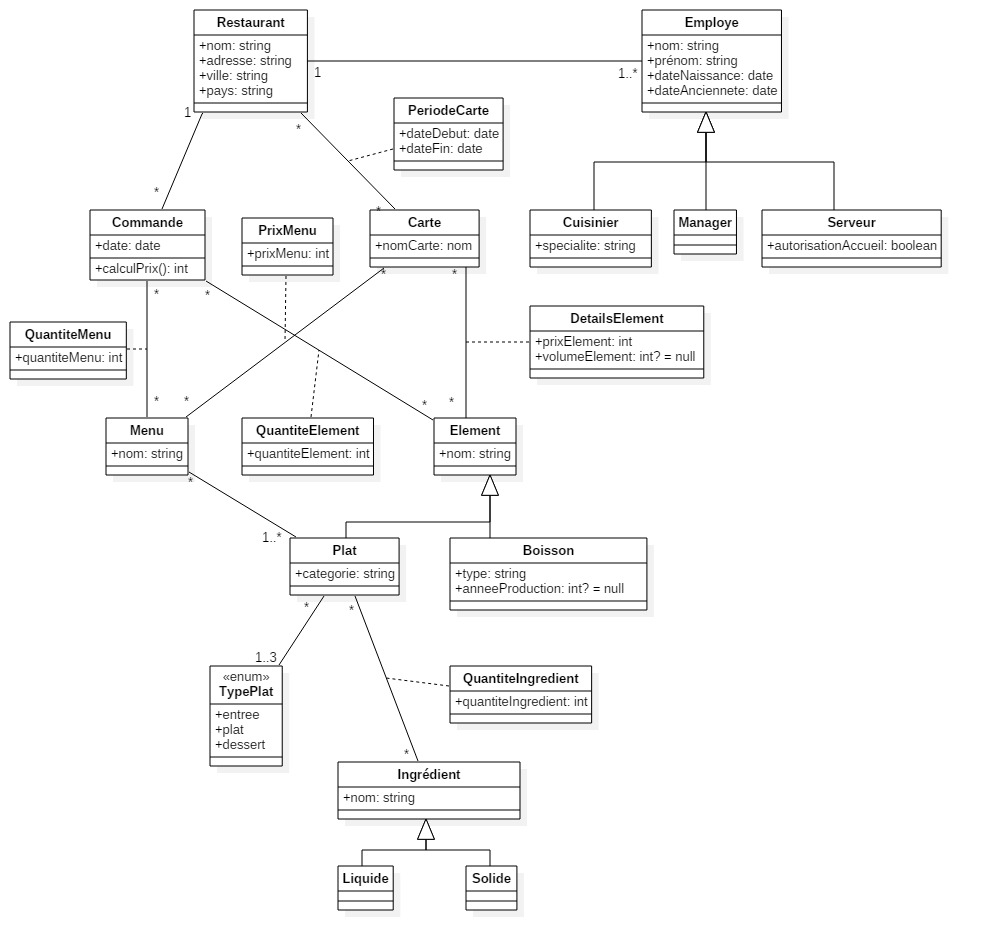 Restaurant
+nom: string
+adresse: string
+ville: string
+pays: string
Employe
+nom: string
+prénom: string
+dateNaissance: date
+dateAnciennete: date
1
1..*
1
*
PeriodeCarte
+dateDebut: date
+dateFin: date
*
*
Commande
+date: date
+calculPrix(): int
PrixMenu
+prixMenu: int
Carte
+nomCarte: nom
Cuisinier
+specialite: string
Manager
Serveur
+autorisationAccueil: boolean
*
*
*
*
QuantiteMenu
+quantiteMenu: int
DetailsElement
+prixElement: int
+volumeElement: int? = null
*
*
*
*
Menu
+nom: string
QuantiteElement
+quantiteElement: int
Element
+nom: string
*
1..*
Plat
+categorie: string
Boisson
+type: string
+anneeProduction: int? = null
*
*
1..3
«enum»
TypePlat
+entree
+plat
+dessert
QuantiteIngredient
+quantiteIngredient: int
*
Ingrédient
+nom: string
Liquide
Solide